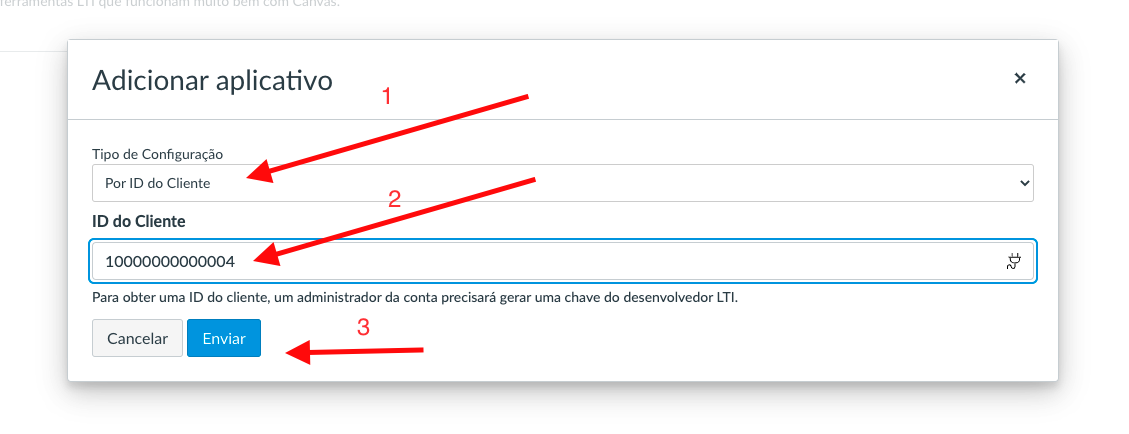 ferramentas LTI que funcionam muito bem com Canvas.
Adicionar aplicativo
1
Tipo de Configuração
Por ID do Cliente
2
ID do Cliente
10000000000004
Para obter uma ID do cliente, um administrador da conta precisará gerar uma chave do desenvolvedor LTI.
3
Cancelar Enviar